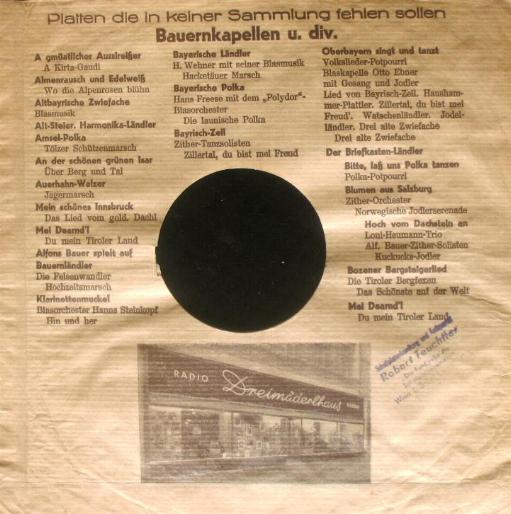 Platten die in keiner Sammlung fehlen sollen
Bauernkapellen u. div.
A gmüatlicher Aussireißer
A Kirta-Gaudi
Almenrausch und Edelweiß
Wo die Alpenrosen blühn
Altbayrische Zwiefache
Blasmusik
Alt-Steier. Harmonika-Ländler
Amsel-Polka
Tölzer Schützenmarsch
An der schönen grünen Isar
Über Berg und Tal
Auerhahn-Walzer
Jägermarsch
Mein schönes Innsbruck
Das Lied vom gold. Dachl
Mei Dearnd'l
Du mein Tiroler Land
Alfons Bauer spielt auf
Bauernländler
Die Felsenwandler
Hochzeitsmarsch
Klarinettenmuckel
Blasorchester Hanns Steinkopf
Hin und her
Bayerische Ländler
H. Wehner mit seiner Blasmusik
Hacketäuer Marsch
Bayerische Polka
Hans Freese mit dem „Polydor"-
Blasorchester
Die launische Polka
Bayrisch-Zell
Zither-Tanzsolisten
Zillertal, du bist mei Freud
Oberbayern singt und tanzt
Volkslieder-Potpourri
Blaskapelle Otto Ebner
mit Gesang und Jodler
Lied von Bayrisch-Zell. Hausham-
mer-Plattler. Zillertal, du bist mei
Freud'. Watschenländler. Jodel-
ländler. Drei alte Zwiefache
Drei alte Zwiefache
Der Briefkasten-Ländler
Bitte, laß uns Polka tanzen
Polka-Potpourri
Blumen aus Salzburg
Zither-Orchester
Norwegische Jodlerserenade
Hoch vom Dachstein an
Loni-Heumann-Trio
Alf. Bauer-Zither-Solisten
Kuckucks-Jodler
Bozener Bergsteigerlied
Die Tiroler Bergfexen
Das Schönste auf der Welt
Mei Dearnd'l
Du mein Tiroler Land
Robert Teuchtler
Wien
RADIO Dreimäderlhaus